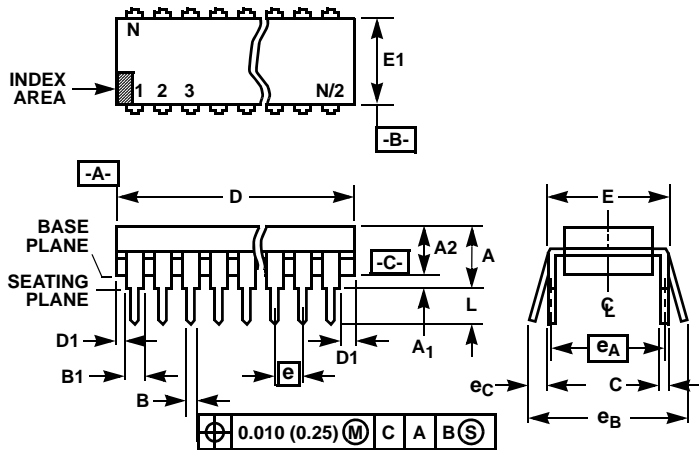 N
INDEX
AREA
1 2 3 N/2
E1
-B-
-A-
D
E
BASE
PLANE
SEATING
PLANE
-C-
A2
A
L
A1
D1
B1
B
e
D1
℄
eA
eC
C
eB
⌖ 0.010 (0.25) Ⓜ C A B Ⓢ